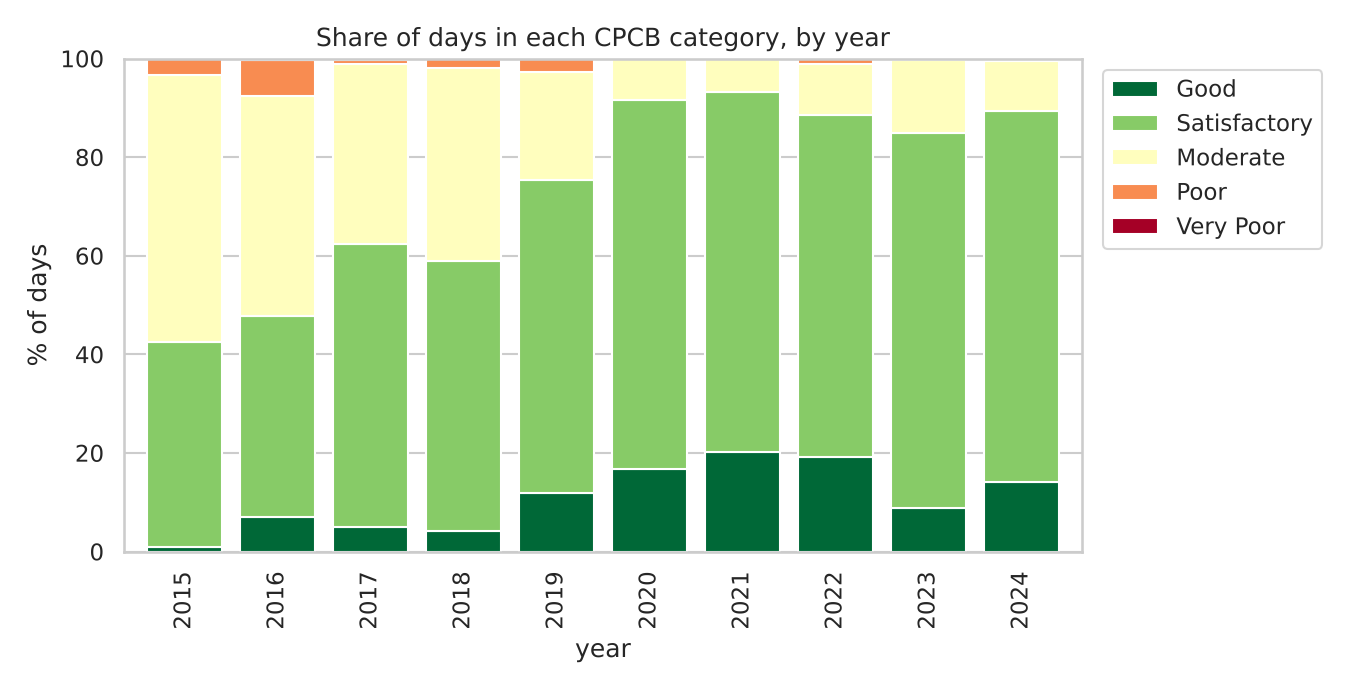 Share of days in each CPCB category, by year
100
80
60
40
20
0
% of days
2015
2016
2017
2018
2019
2020
2021
2022
2023
2024
year
Good
Satisfactory
Moderate
Poor
Very Poor